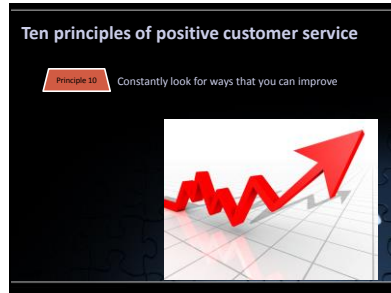 Ten principles of positive customer service
Principle 10
Constantly look for ways that you can improve